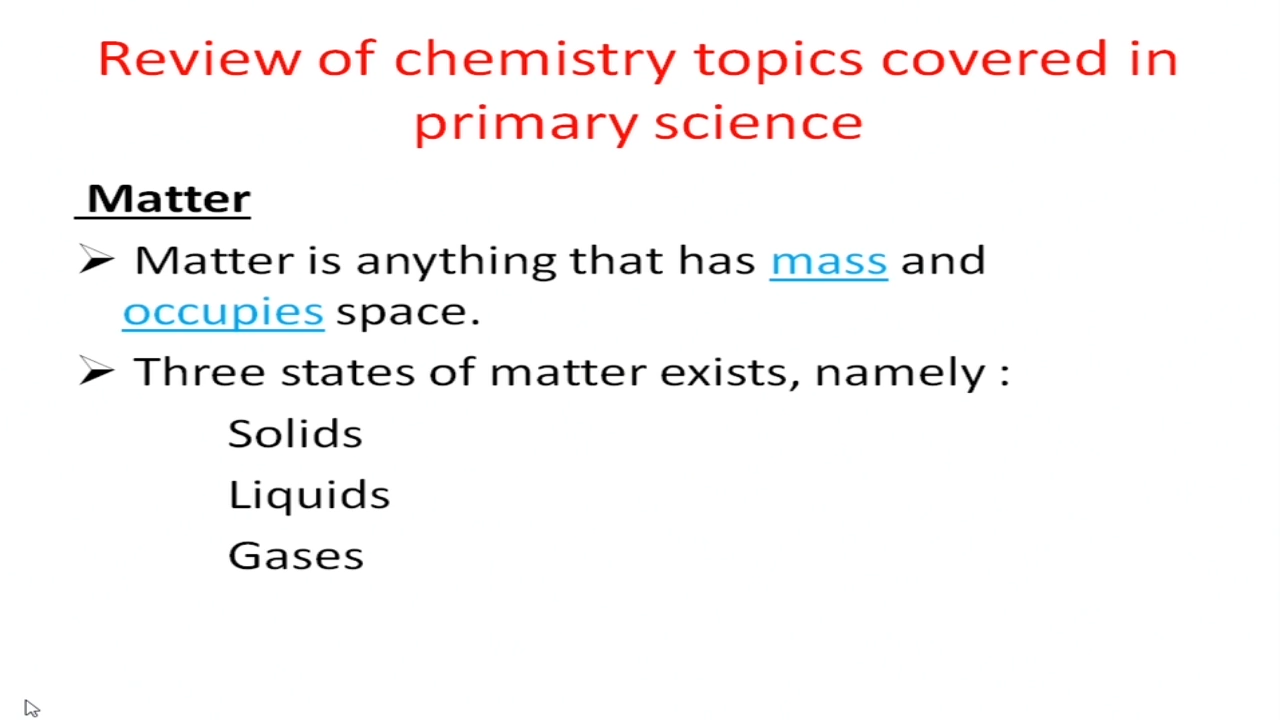 Review of chemistry topics covered in
primary science
Matter
➢ Matter is anything that has mass and
occupies space.
➢ Three states of matter exists, namely :
Solids
Liquids
Gases